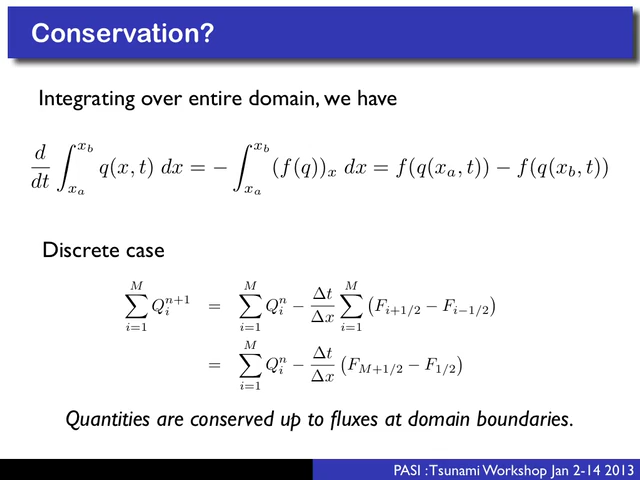 Conservation?
Integrating over entire domain, we have
d/dt ∫_{x_a}^{x_b} q(x, t) dx = − ∫_{x_a}^{x_b} (f(q))_x dx = f(q(x_a, t)) − f(q(x_b, t))
Discrete case
∑_{i=1}^{M} Q_i^{n+1} = ∑_{i=1}^{M} Q_i^n − Δt/Δx ∑_{i=1}^{M} (F_{i+1/2} − F_{i−1/2})
= ∑_{i=1}^{M} Q_i^n − Δt/Δx (F_{M+1/2} − F_{1/2})
Quantities are conserved up to fluxes at domain boundaries.
PASI : Tsunami Workshop Jan 2-14 2013